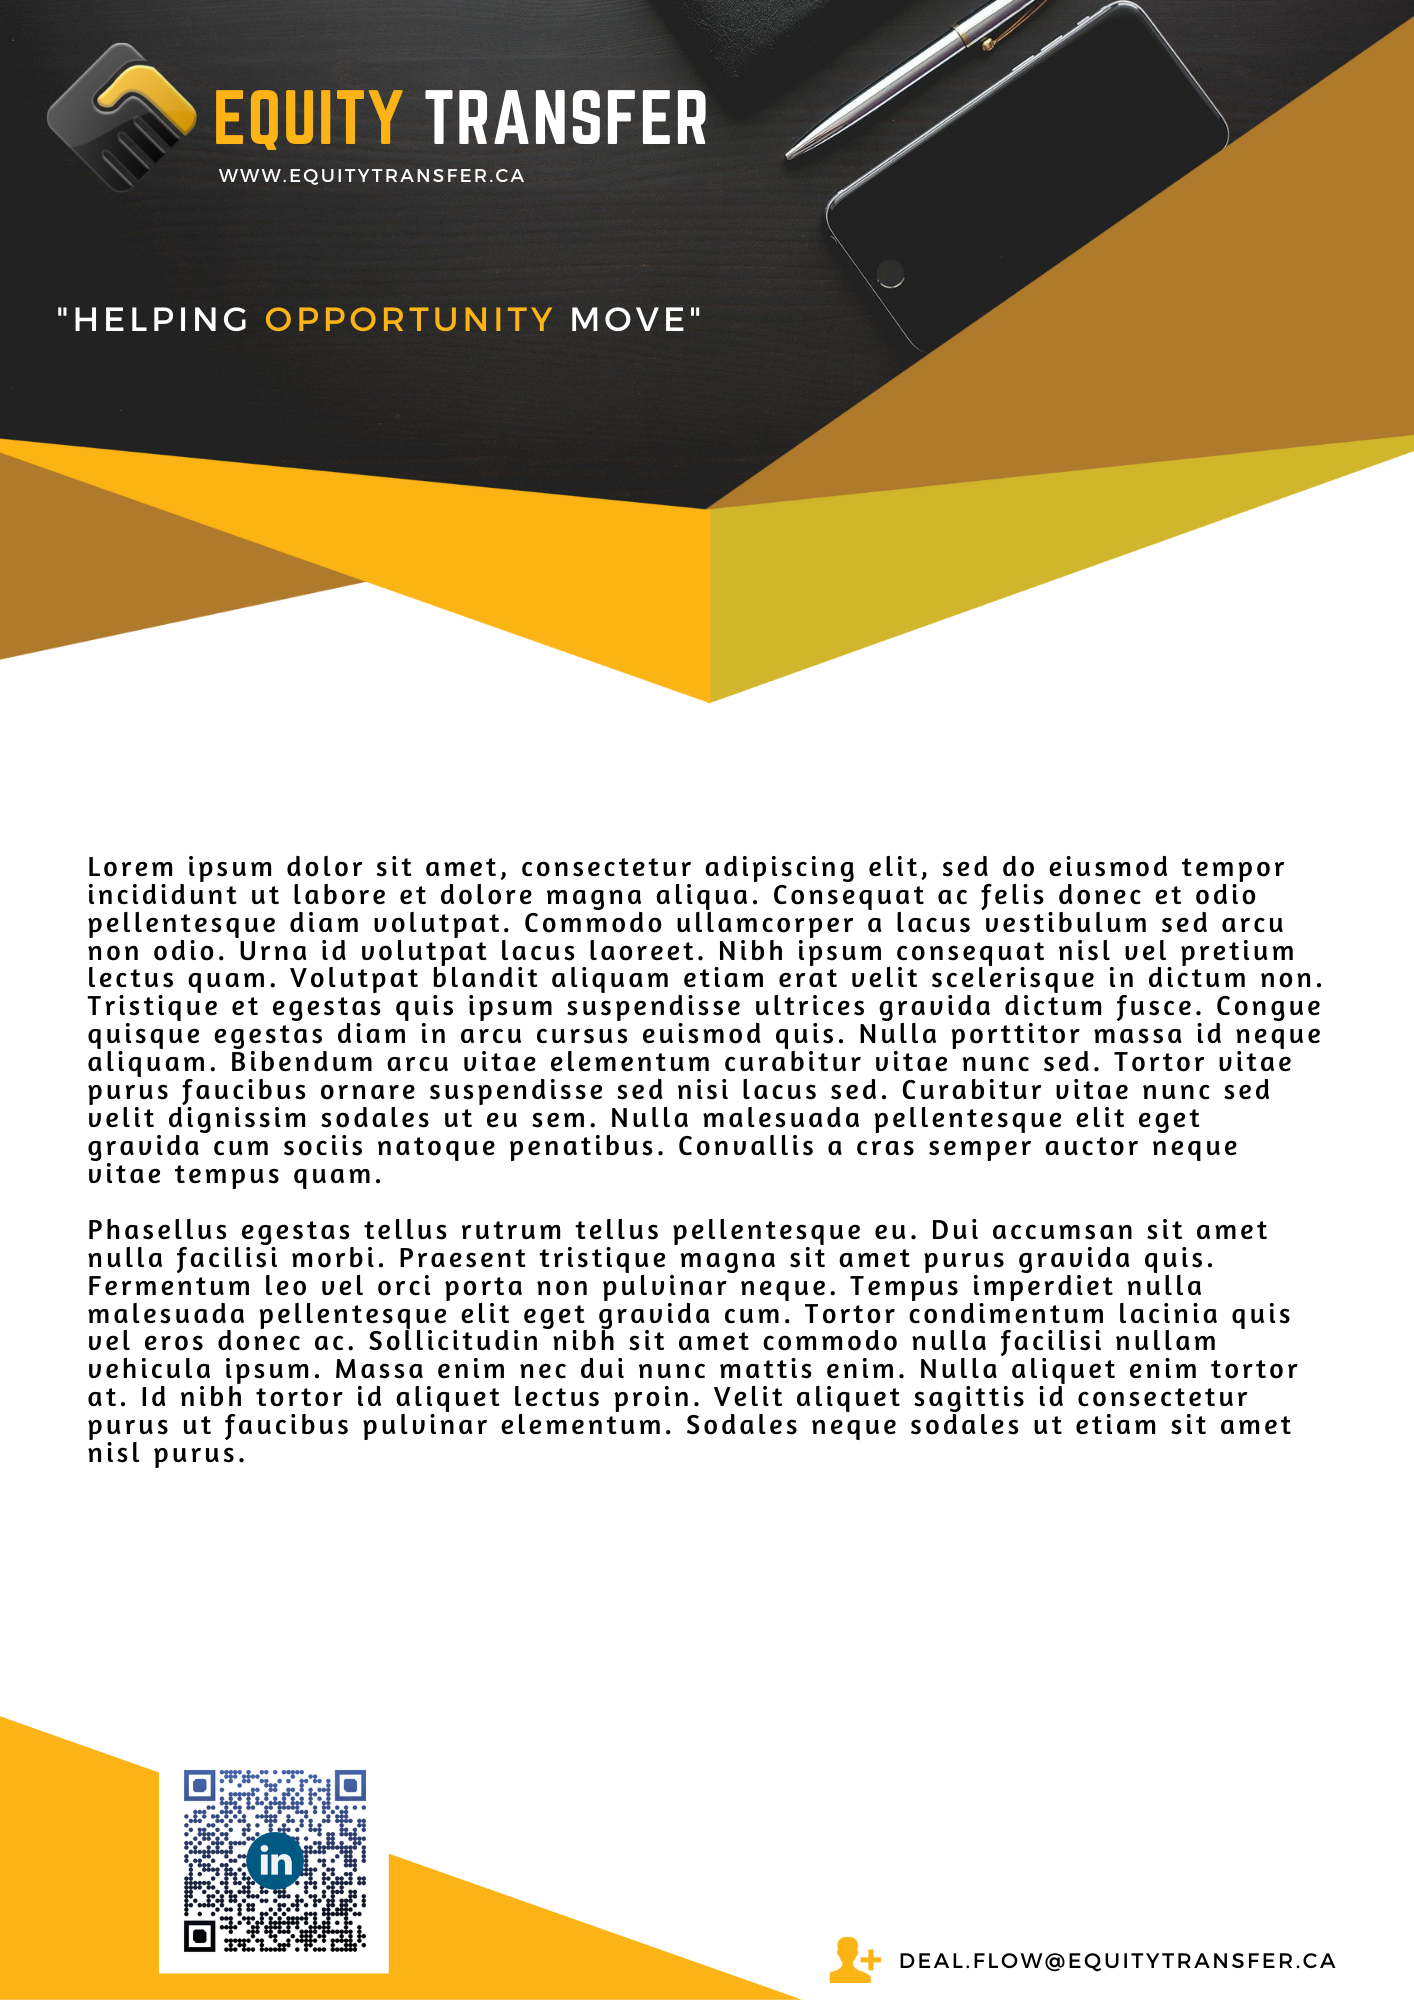 EQUITY TRANSFER
WWW.EQUITYTRANSFER.CA
"HELPING OPPORTUNITY MOVE"
Lorem ipsum dolor sit amet, consectetur adipiscing elit, sed do eiusmod tempor
incididunt ut labore et dolore magna aliqua. Consequat ac felis donec et odio
pellentesque diam volutpat. Commodo ullamcorper a lacus vestibulum sed arcu
non odio. Urna id volutpat lacus laoreet. Nibh ipsum consequat nisl vel pretium
lectus quam. Volutpat blandit aliquam etiam erat velit scelerisque in dictum non.
Tristique et egestas quis ipsum suspendisse ultrices gravida dictum fusce. Congue
quisque egestas diam in arcu cursus euismod quis. Nulla porttitor massa id neque
aliquam. Bibendum arcu vitae elementum curabitur vitae nunc sed. Tortor vitae
purus faucibus ornare suspendisse sed nisi lacus sed. Curabitur vitae nunc sed
velit dignissim sodales ut eu sem. Nulla malesuada pellentesque elit eget
gravida cum sociis natoque penatibus. Convallis a cras semper auctor neque
vitae tempus quam.
Phasellus egestas tellus rutrum tellus pellentesque eu. Dui accumsan sit amet
nulla facilisi morbi. Praesent tristique magna sit amet purus gravida quis.
Fermentum leo vel orci porta non pulvinar neque. Tempus imperdiet nulla
malesuada pellentesque elit eget gravida cum. Tortor condimentum lacinia quis
vel eros donec ac. Sollicitudin nibh sit amet commodo nulla facilisi nullam
vehicula ipsum. Massa enim nec dui nunc mattis enim. Nulla aliquet enim tortor
at. Id nibh tortor id aliquet lectus proin. Velit aliquet sagittis id consectetur
purus ut faucibus pulvinar elementum. Sodales neque sodales ut etiam sit amet
nisl purus.
in
DEAL.FLOW@EQUITYTRANSFER.CA